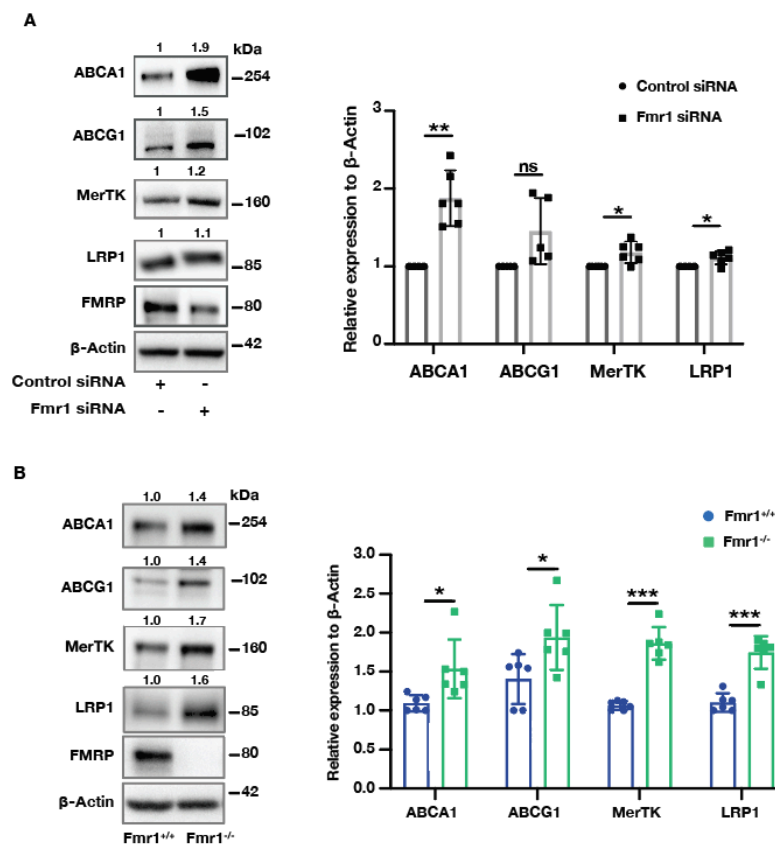 A
1 1.9 kDa
ABCA1 254
1 1.5
ABCG1 102
1 1.2
MerTK 160
1 1.1
LRP1 85
FMRP 80
β-Actin 42
Control siRNA + -
Fmr1 siRNA - +
Control siRNA
Fmr1 siRNA
Relative expression to β-Actin
3
2
1
0
** ns * *
ABCA1 ABCG1 MerTK LRP1
B
1.0 1.4 kDa
ABCA1 254
1.0 1.4
ABCG1 102
1.0 1.7
MerTK 160
1.0 1.6
LRP1 85
FMRP 80
β-Actin 42
Fmr1+/+ Fmr1-/-
Fmr1+/+
Fmr1-/-
Relative expression to β-Actin
3.0
2.5
2.0
1.5
1.0
0.5
0.0
* * *** ***
ABCA1 ABCG1 MerTK LRP1